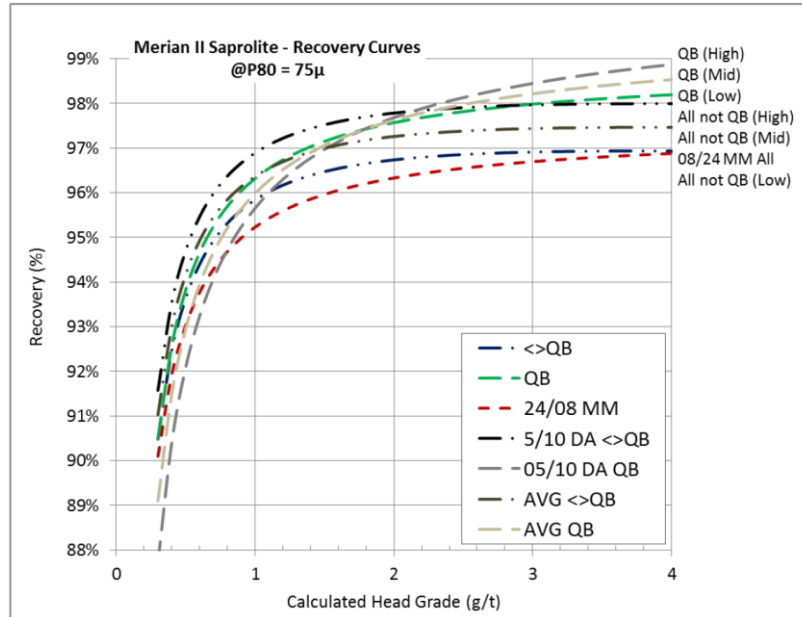 Merian II Saprolite - Recovery Curves
@P80 = 75µ
99%
98%
97%
96%
95%
94%
93%
92%
91%
90%
89%
88%
Recovery (%)
0
1
2
3
4
Calculated Head Grade (g/t)
QB (High)
QB (Mid)
QB (Low)
All not QB (High)
All not QB (Mid)
08/24 MM All
All not QB (Low)
<>QB
QB
24/08 MM
5/10 DA <>QB
05/10 DA QB
AVG <>QB
AVG QB